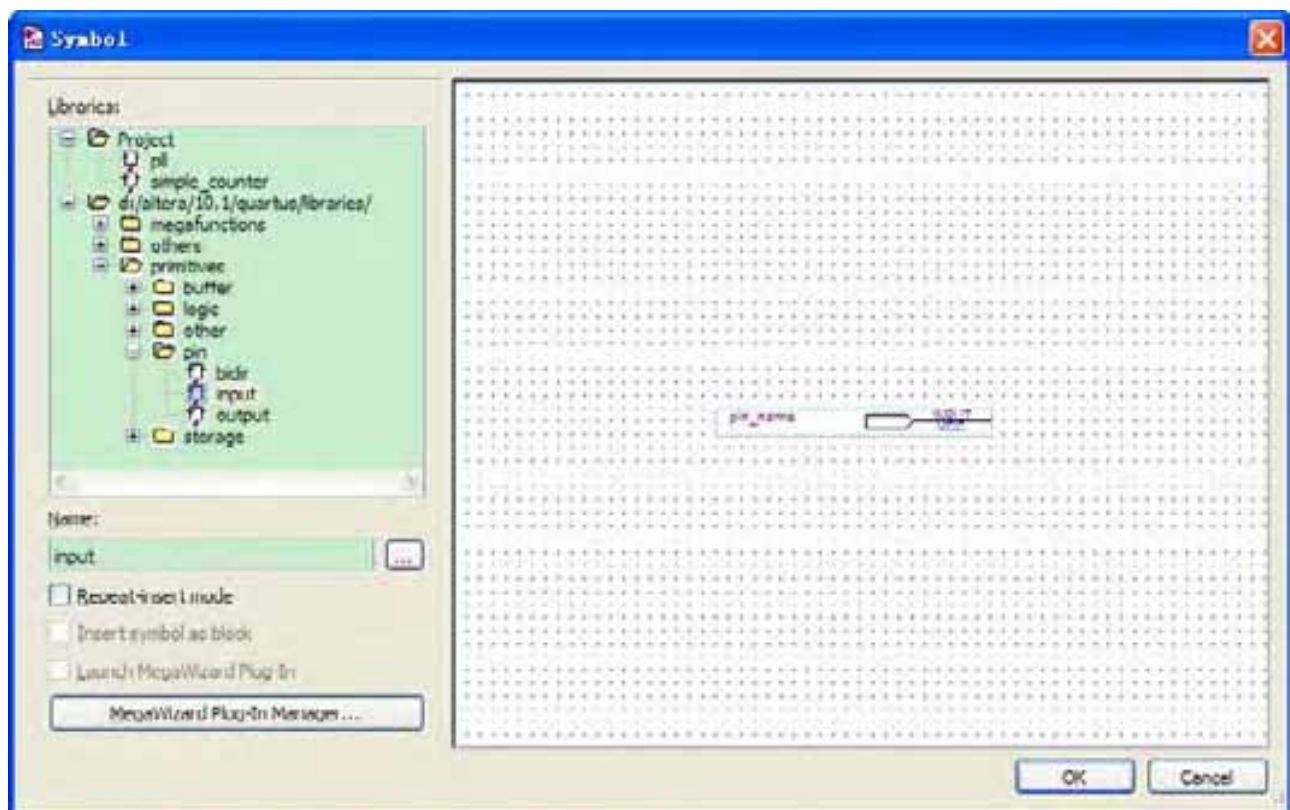 Symbol
Libraries:
Project
pll
simple_counter
d:/altera/10.1/quartus/libraries/
megafunctions
others
primitives
buffer
logic
other
pin
bidir
input
output
storage
Name:
input
...
Repeat-insert mode
Insert symbol as block
Launch MegaWizard Plug-In
MegaWizard Plug-In Manager...
pin_name
INPUT
OK
Cancel